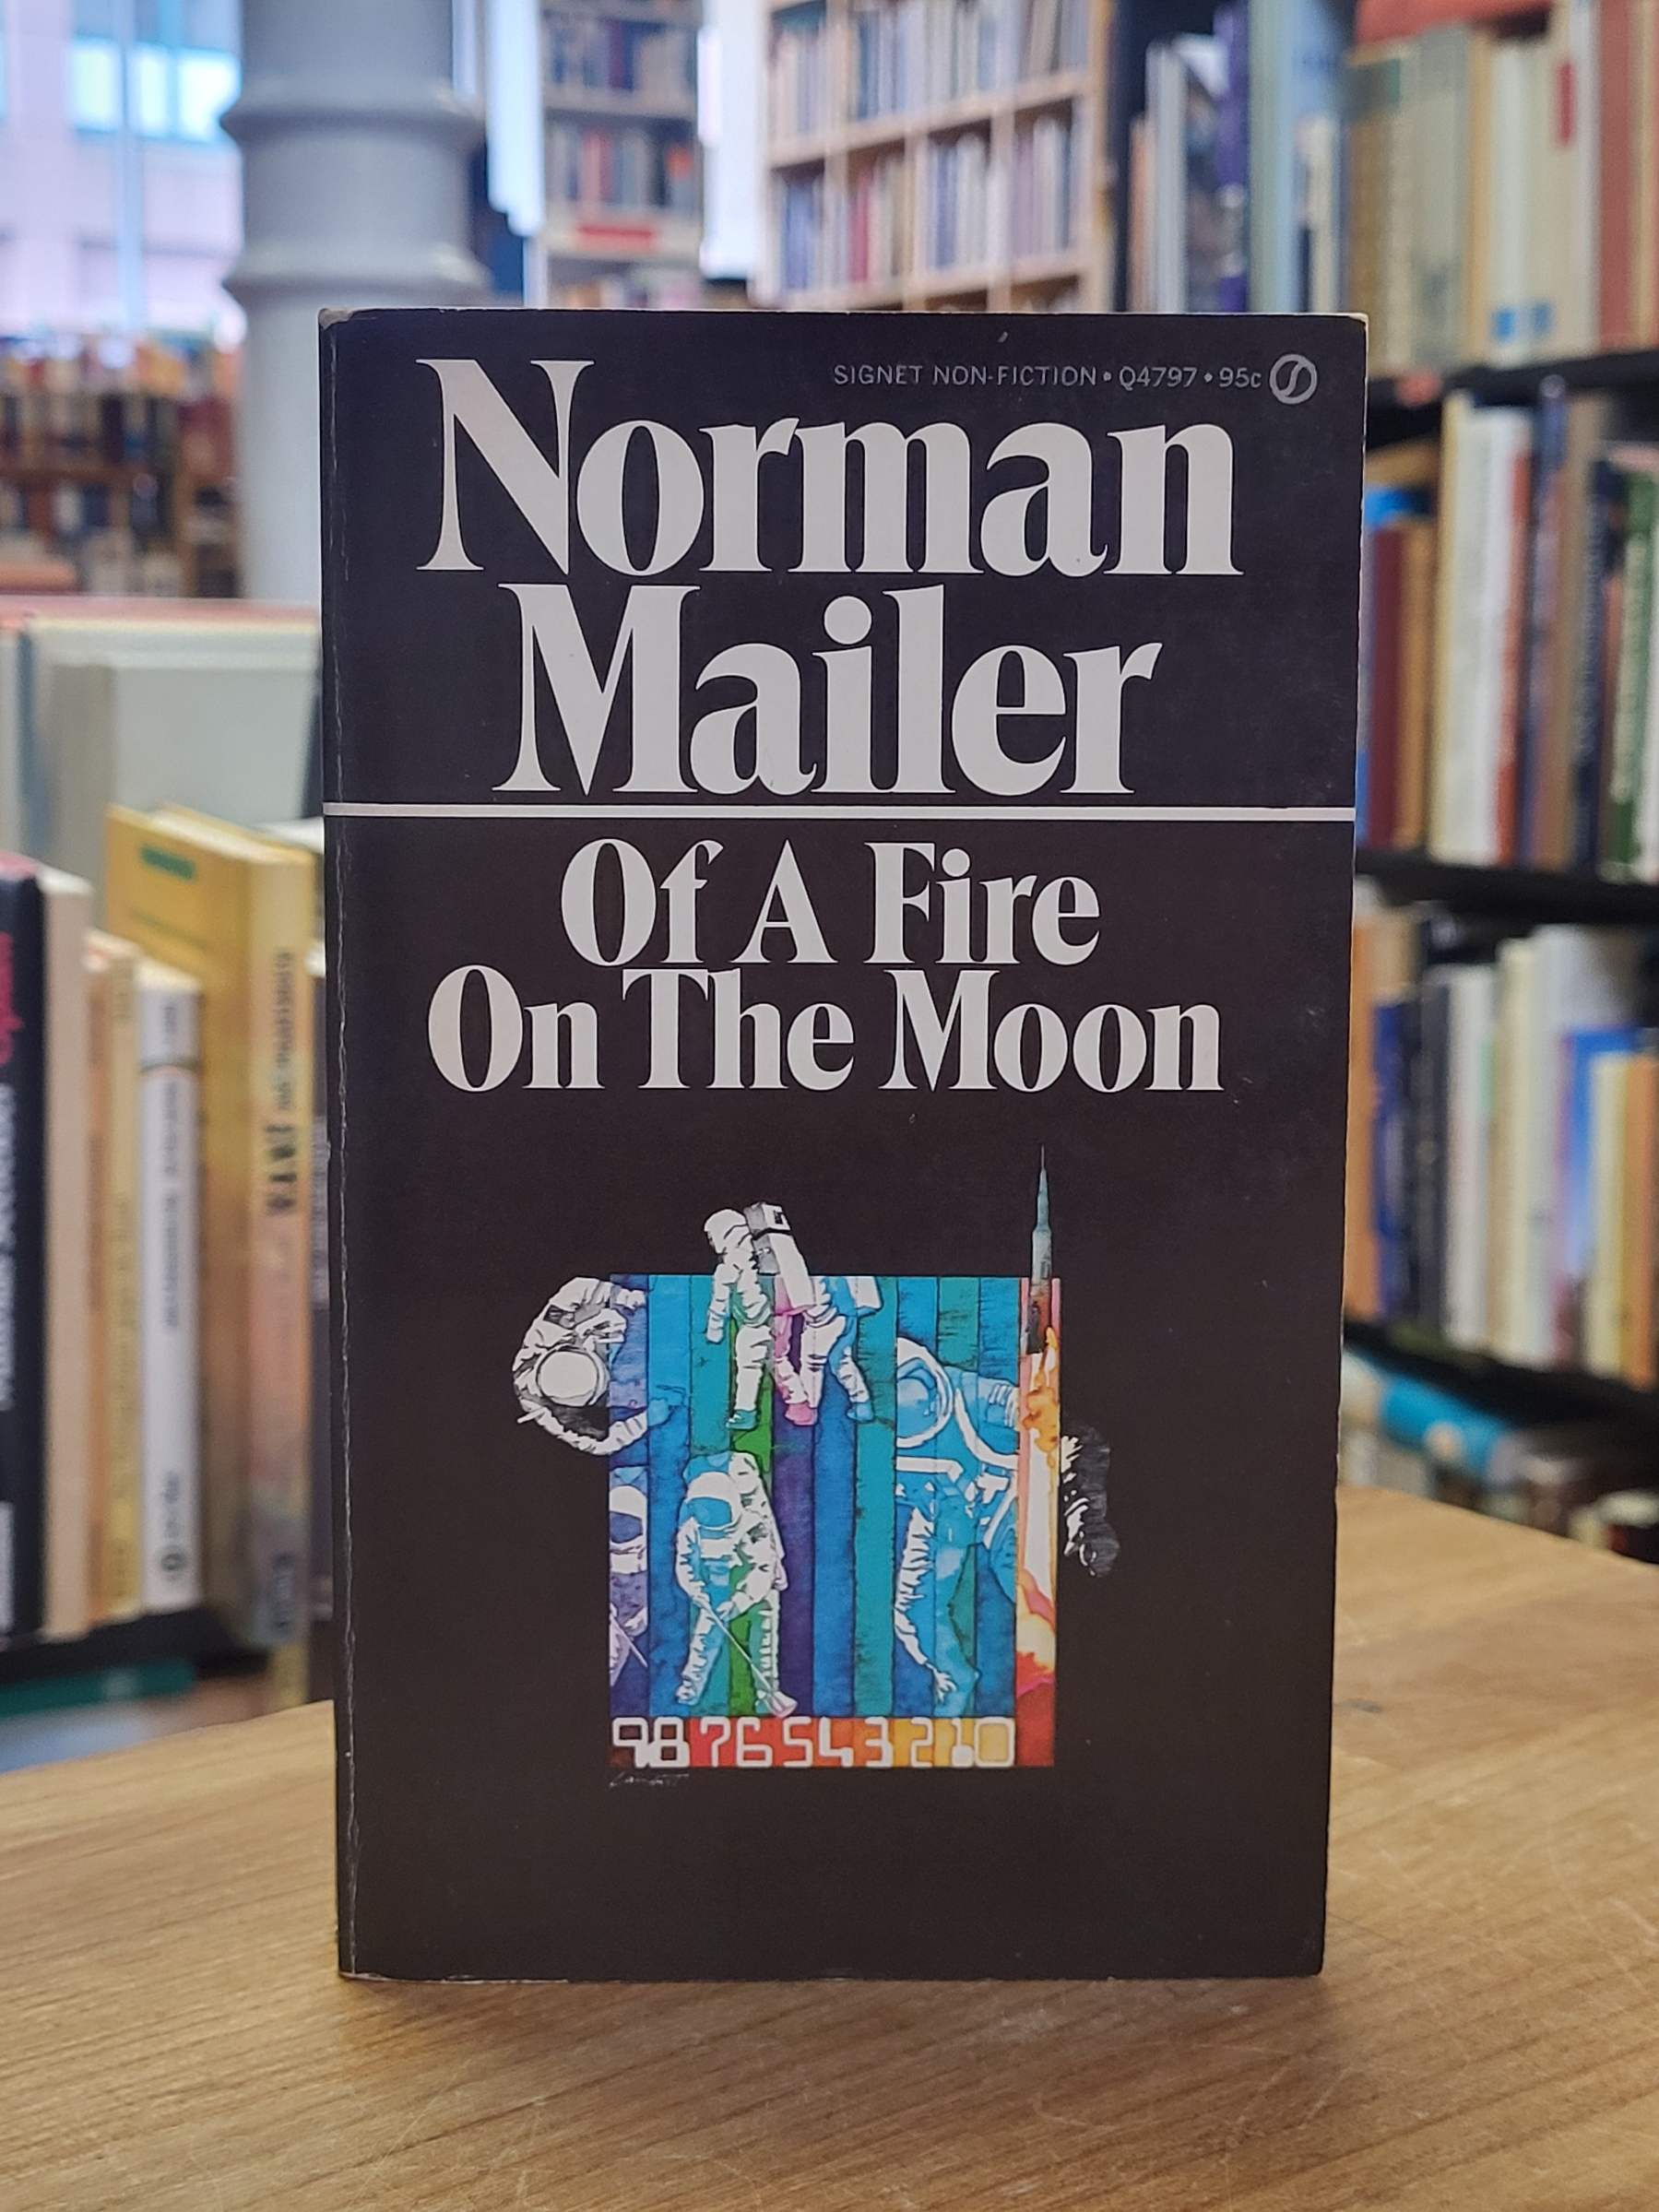 SIGNET NON-FICTION • Q4797 • 95c
Norman
Mailer
Of A Fire
On The Moon
9876543210